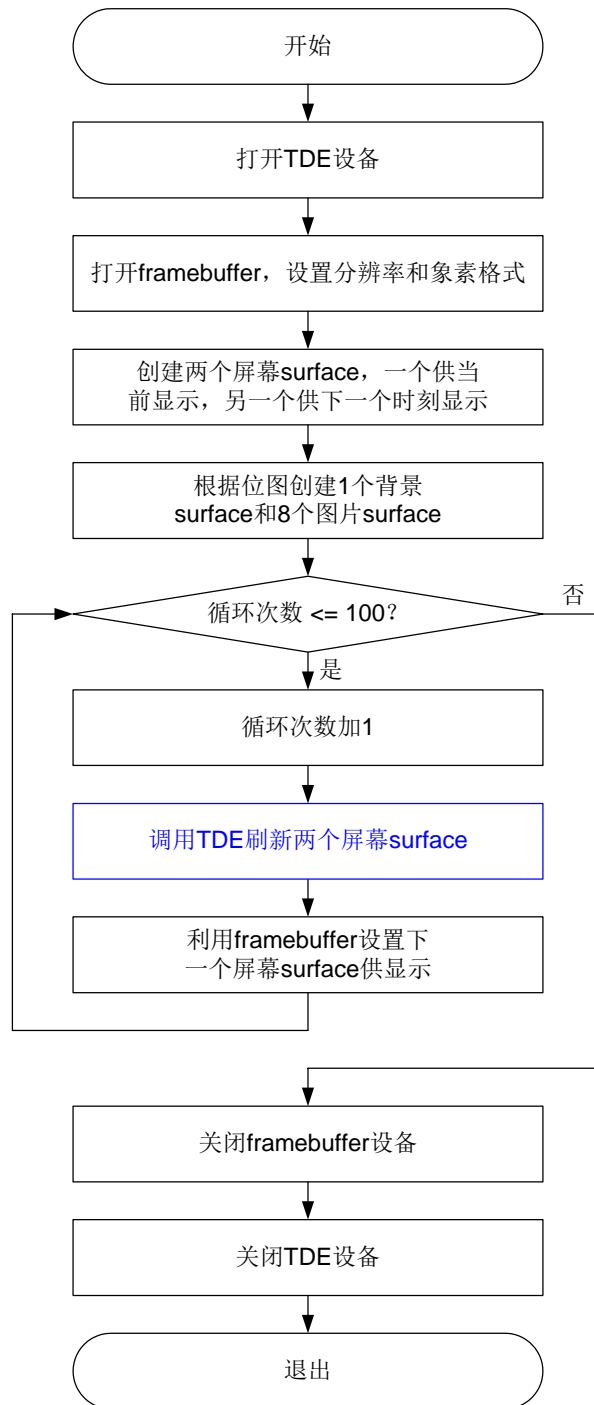 开始
打开TDE设备
打开framebuffer，设置分辨率和象素格式
创建两个屏幕surface，一个供当
前显示，另一个供下一个时刻显示
根据位图创建1个背景
surface和8个图片surface
循环次数 <= 100？
否
是
循环次数加1
调用TDE刷新两个屏幕surface
利用framebuffer设置下
一个屏幕surface供显示
关闭framebuffer设备
关闭TDE设备
退出